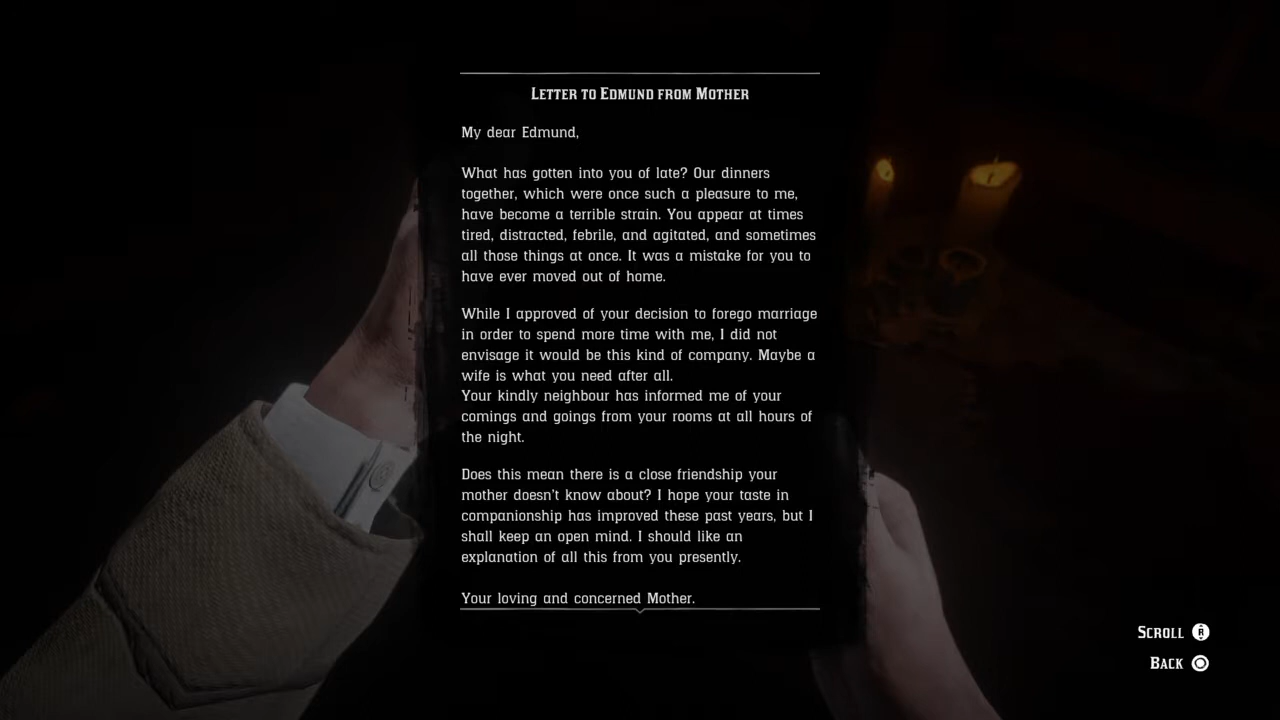 Letter to Edmund from Mother
My dear Edmund,
What has gotten into you of late? Our dinners
together, which were once such a pleasure to me,
have become a terrible strain. You appear at times
tired, distracted, febrile, and agitated, and sometimes
all those things at once. It was a mistake for you to
have ever moved out of home.
While I approved of your decision to forego marriage
in order to spend more time with me, I did not
envisage it would be this kind of company. Maybe a
wife is what you need after all.
Your kindly neighbour has informed me of your
comings and goings from your rooms at all hours of
the night.
Does this mean there is a close friendship your
mother doesn't know about? I hope your taste in
companionship has improved these past years, but I
shall keep an open mind. I should like an
explanation of all this from you presently.
Your loving and concerned Mother.
Scroll R
Back